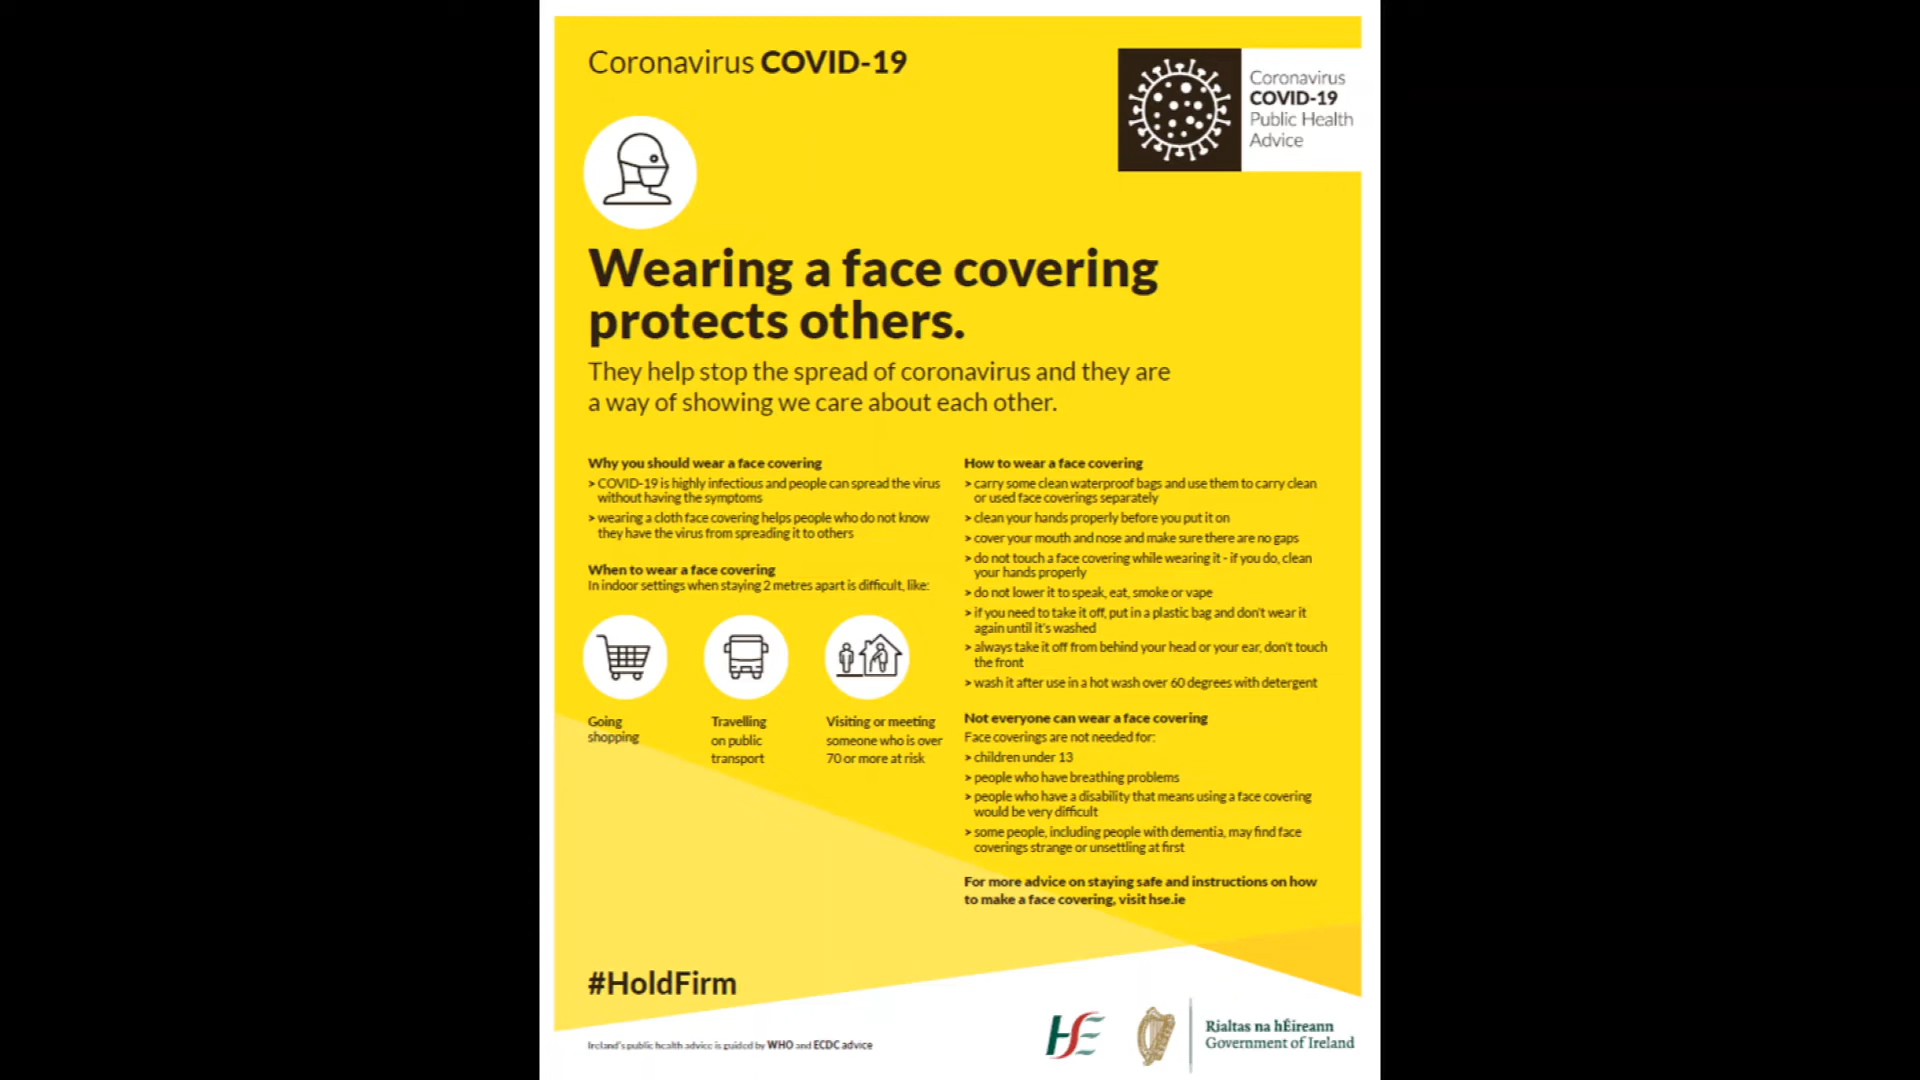 Coronavirus COVID-19
Coronavirus
COVID-19
Public Health
Advice
Wearing a face covering
protects others.
They help stop the spread of coronavirus and they are
a way of showing we care about each other.
Why you should wear a face covering
> COVID-19 is highly infectious and people can spread the virus
without having the symptoms
> wearing a cloth face covering helps people who do not know
they have the virus from spreading it to others
When to wear a face covering
In indoor settings when staying 2 metres apart is difficult, like:
Going
shopping
Travelling
on public
transport
Visiting or meeting
someone who is over
70 or more at risk
How to wear a face covering
> carry some clean waterproof bags and use them to carry clean
or used face coverings separately
> clean your hands properly before you put it on
> cover your mouth and nose and make sure there are no gaps
> do not touch a face covering while wearing it - if you do, clean
your hands properly
> do not lower it to speak, eat, smoke or vape
> if you need to take it off, put in a plastic bag and don't wear it
again until it's washed
> always take it off from behind your head or your ear, don't touch
the front
> wash it after use in a hot wash over 60 degrees with detergent
Not everyone can wear a face covering
Face coverings are not needed for:
> children under 13
> people who have breathing problems
> people who have a disability that means using a face covering
would be very difficult
> some people, including people with dementia, may find face
coverings strange or unsettling at first
For more advice on staying safe and instructions on how
to make a face covering, visit hse.ie
#HoldFirm
Ireland's public health advice is guided by WHO and ECDC advice
HSE
Rialtas na hÉireann
Government of Ireland